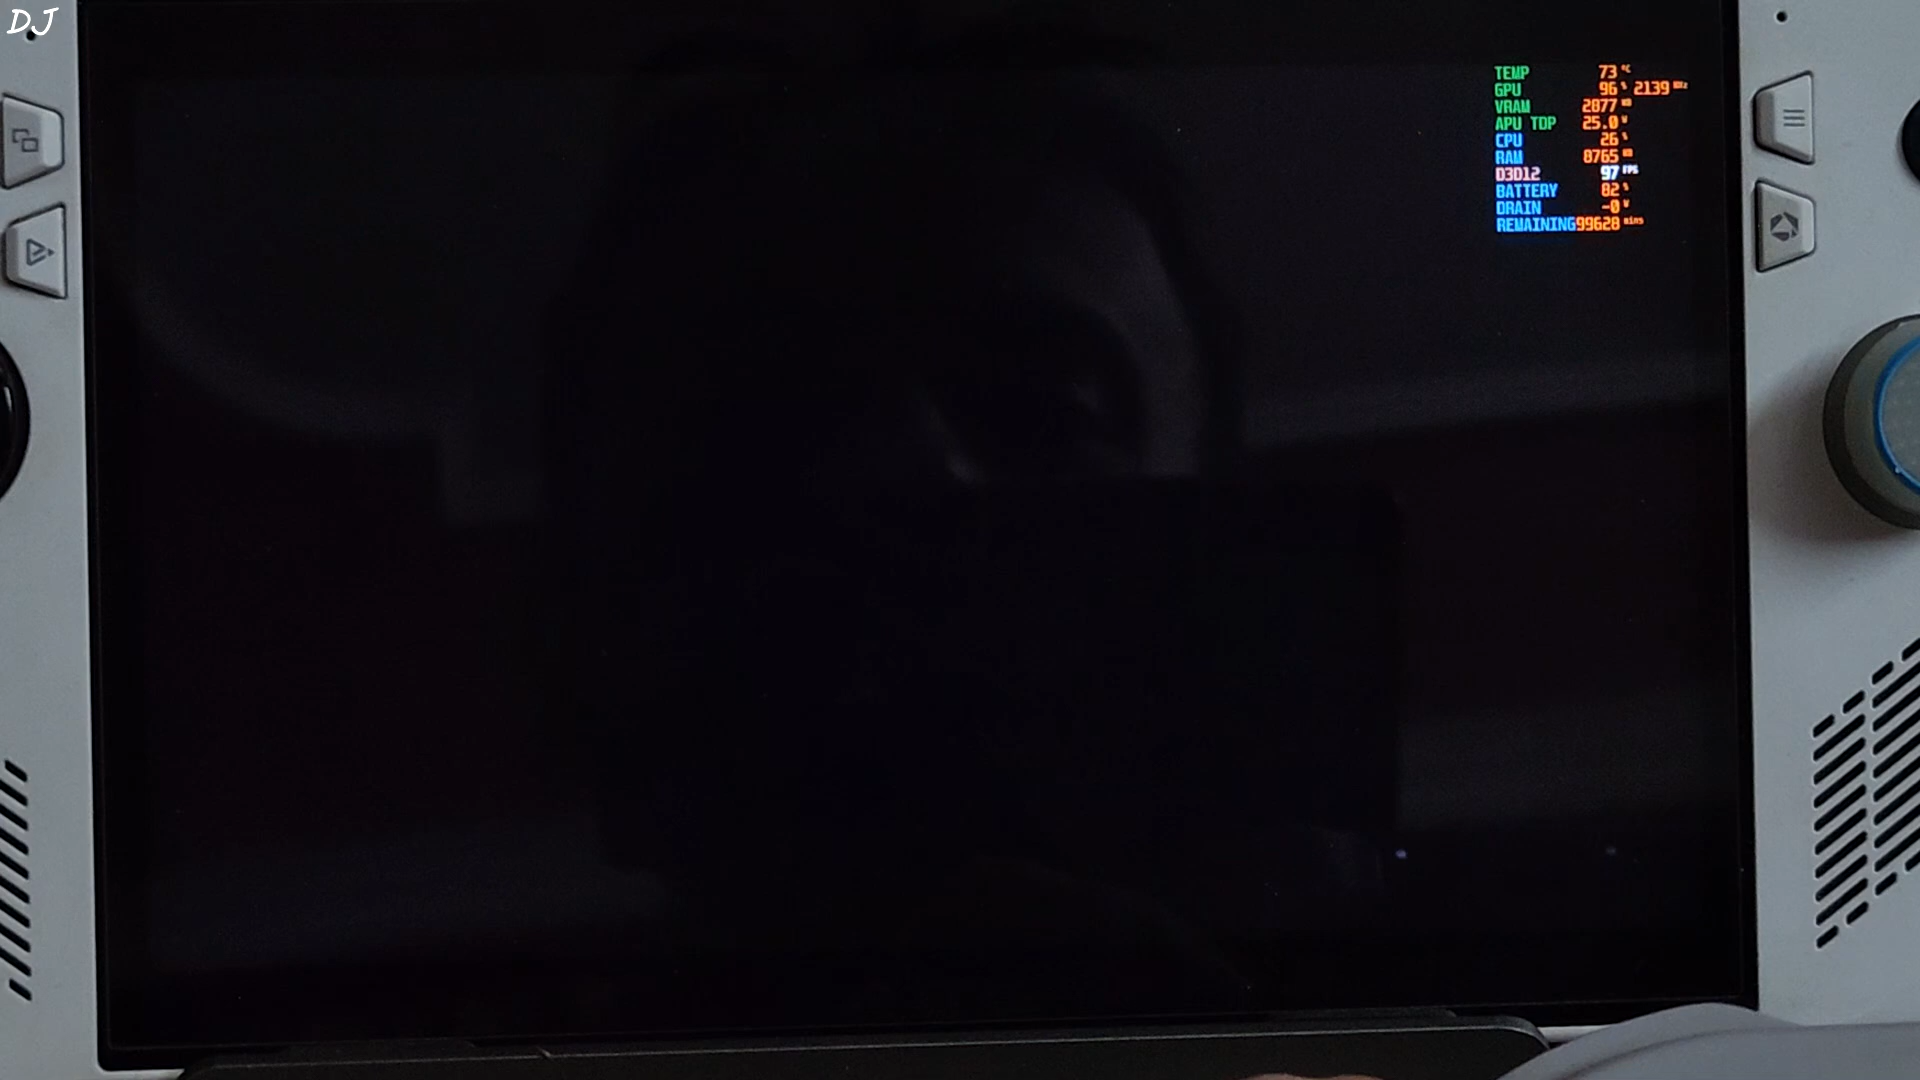 DJ
TEMP 73 °C
GPU 96 % 2139 MHz
VRAM 2877 MB
APU TDP 25.0 W
CPU 26 %
RAM 8765 MB
D3D12 97 FPS
BATTERY 82 %
DRAIN -0 W
REMAINING 99628 mins